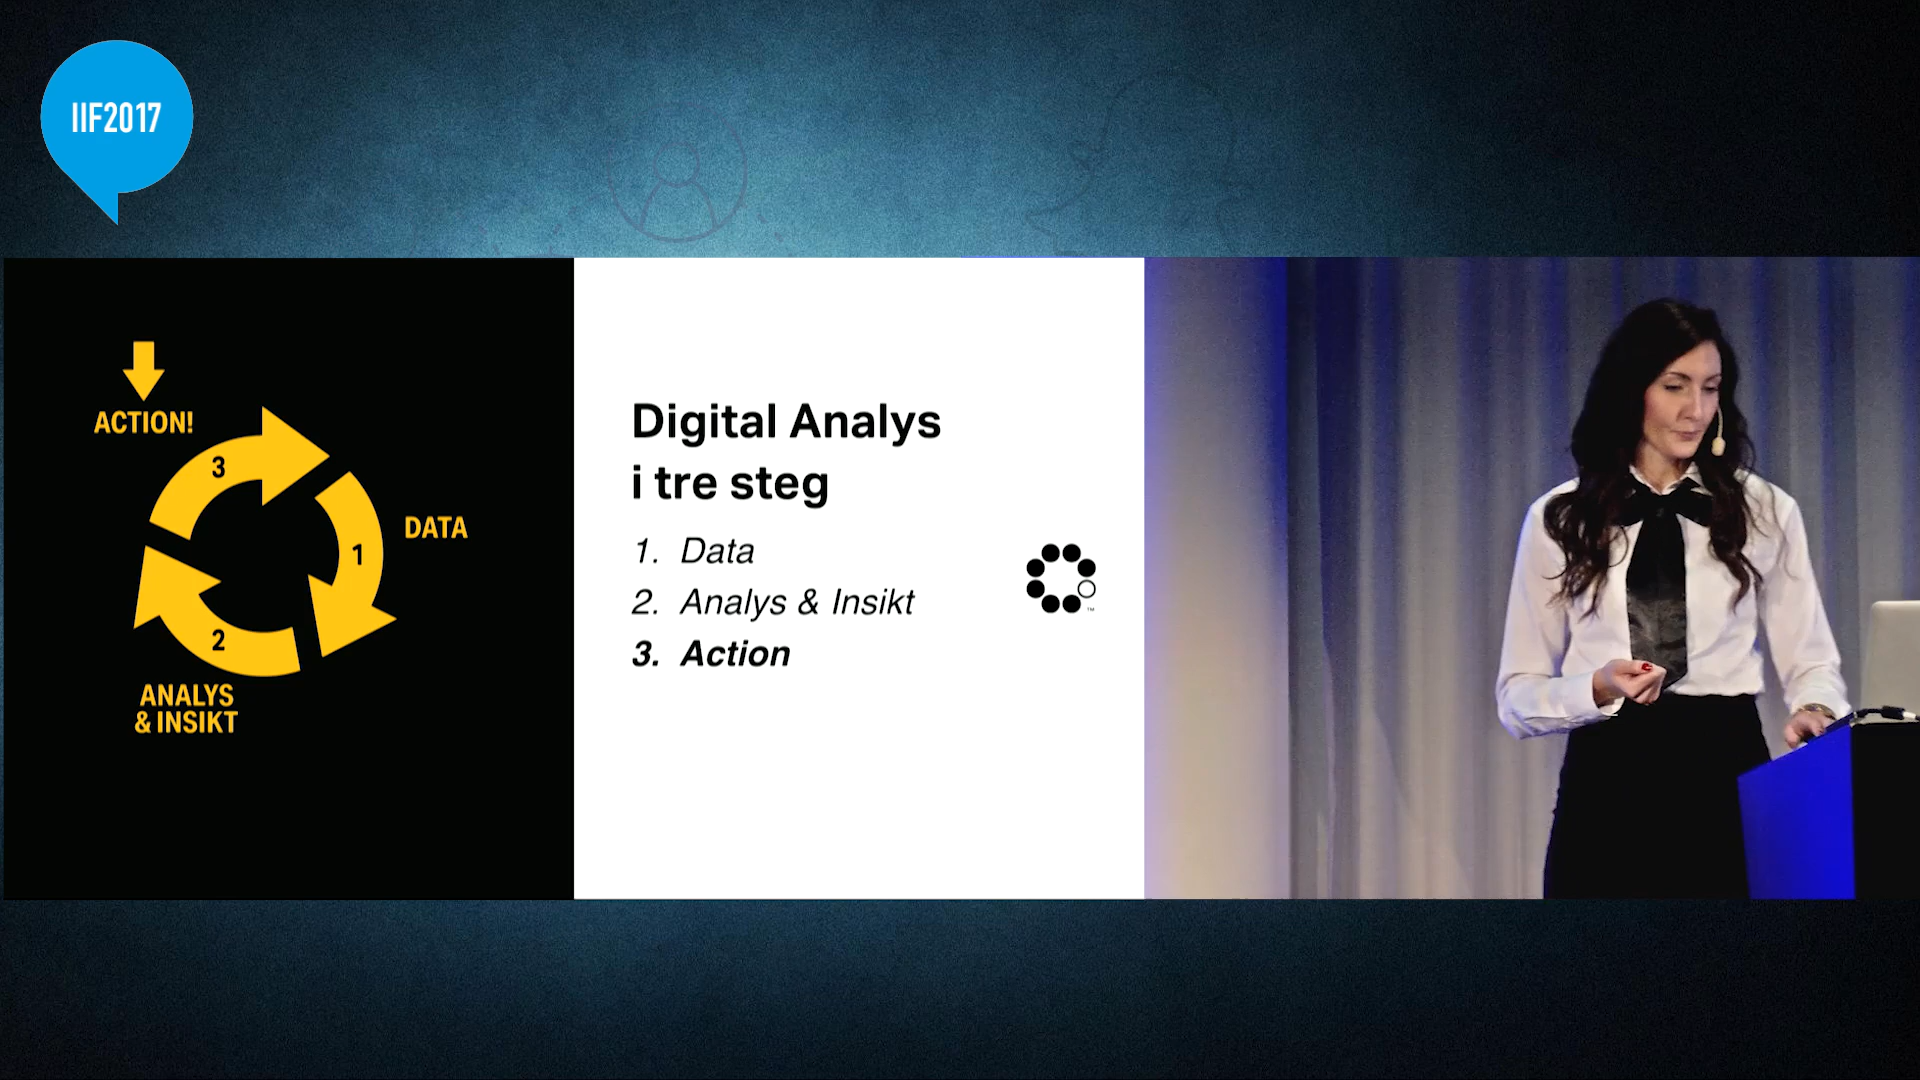 IIF2017
ACTION!
3
DATA
1
2
ANALYS
& INSIKT
Digital Analys
i tre steg
1. Data
2. Analys & Insikt
3. Action
TM